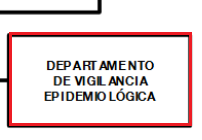 DEPARTAMENTO
DE VIGILANCIA
EPIDEMIOLÓGICA